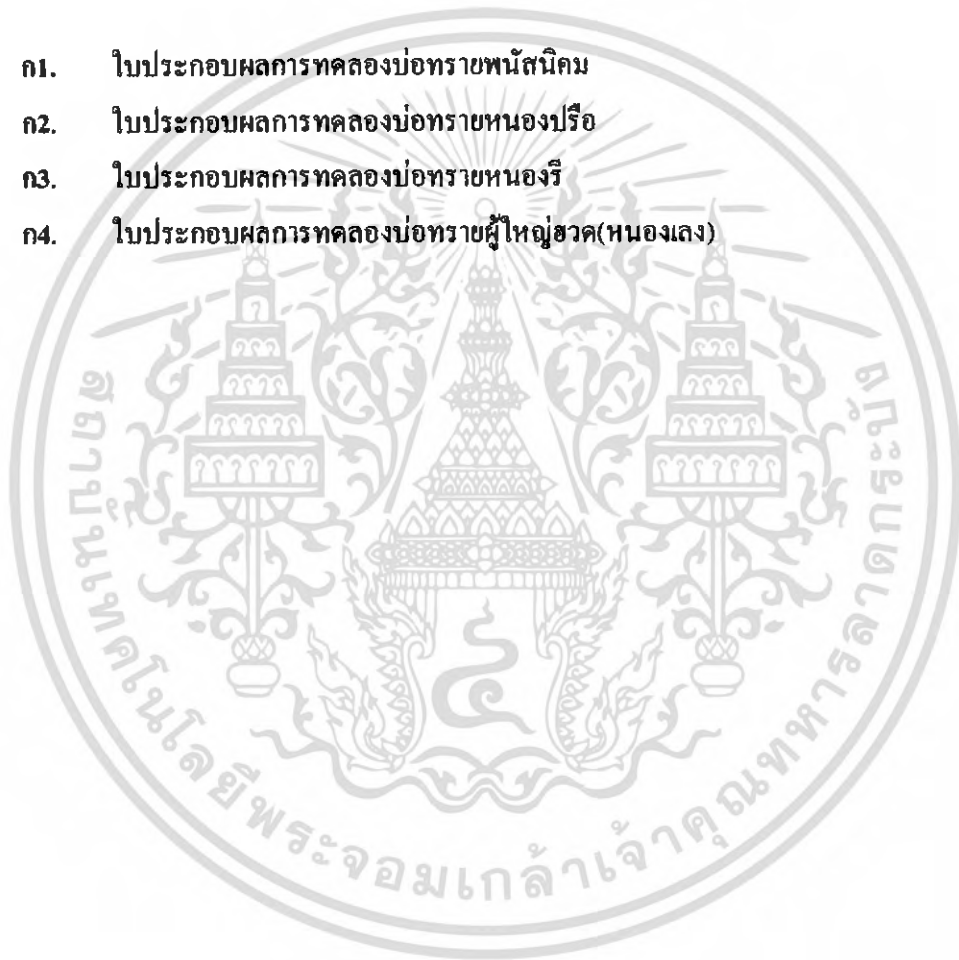 ก1. ใบประกอบผลการทดลองบ่อทรายพนัสนิคม
ก2. ใบประกอบผลการทดลองบ่อทรายหนองปรือ
ก3. ใบประกอบผลการทดลองบ่อทรายหนองรี
ก4. ใบประกอบผลการทดลองบ่อทรายผู้ใหญ่ฮวด(หนองเลง)
สถาบันเทคโนโลยีพระจอมเกล้าเจ้าคุณทหารลาดกระบัง